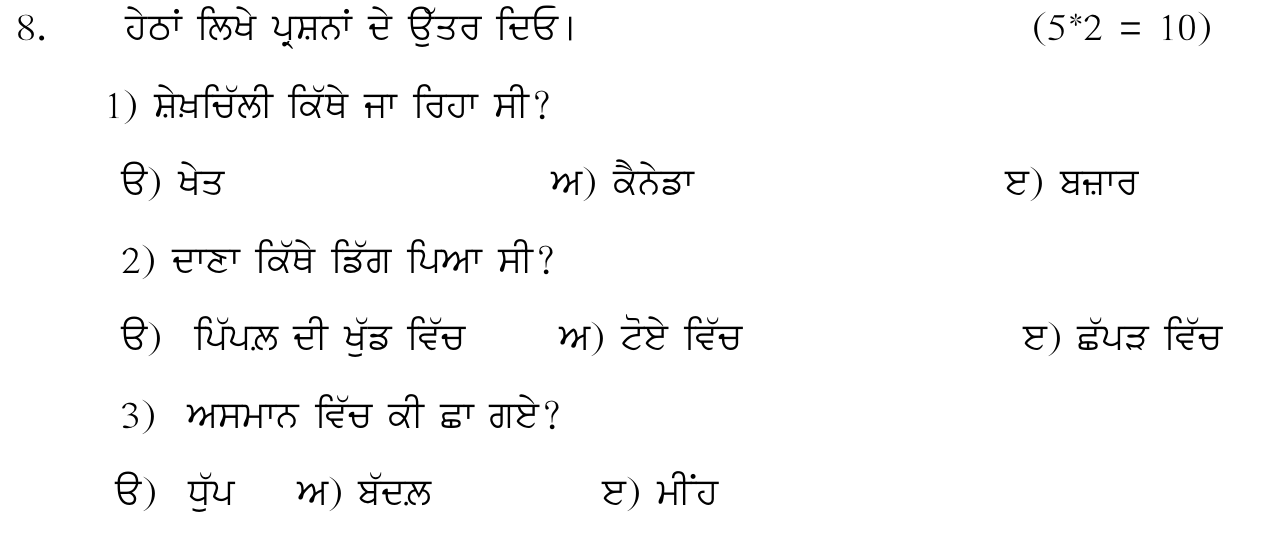 8. ਹੇਠਾਂ ਲਿਖੇ ਪ੍ਰਸ਼ਨਾਂ ਦੇ ਉੱਤਰ ਦਿਓ। (5*2 = 10)
1) ਸ਼ੇਖ਼ਚਿੱਲੀ ਕਿੱਥੇ ਜਾ ਰਿਹਾ ਸੀ?
ੳ) ਖੇਤ ਅ) ਕੈਨੇਡਾ ੲ) ਬਜ਼ਾਰ
2) ਦਾਣਾ ਕਿੱਥੇ ਡਿੱਗ ਪਿਆ ਸੀ?
ੳ) ਪਿੱਪਲ਼ ਦੀ ਖੁੱਡ ਵਿੱਚ ਅ) ਟੋਏ ਵਿੱਚ ੲ) ਛੱਪੜ ਵਿੱਚ
3) ਅਸਮਾਨ ਵਿੱਚ ਕੀ ਛਾ ਗਏ?
ੳ) ਧੁੱਪ ਅ) ਬੱਦਲ਼ ੲ) ਮੀਂਹ